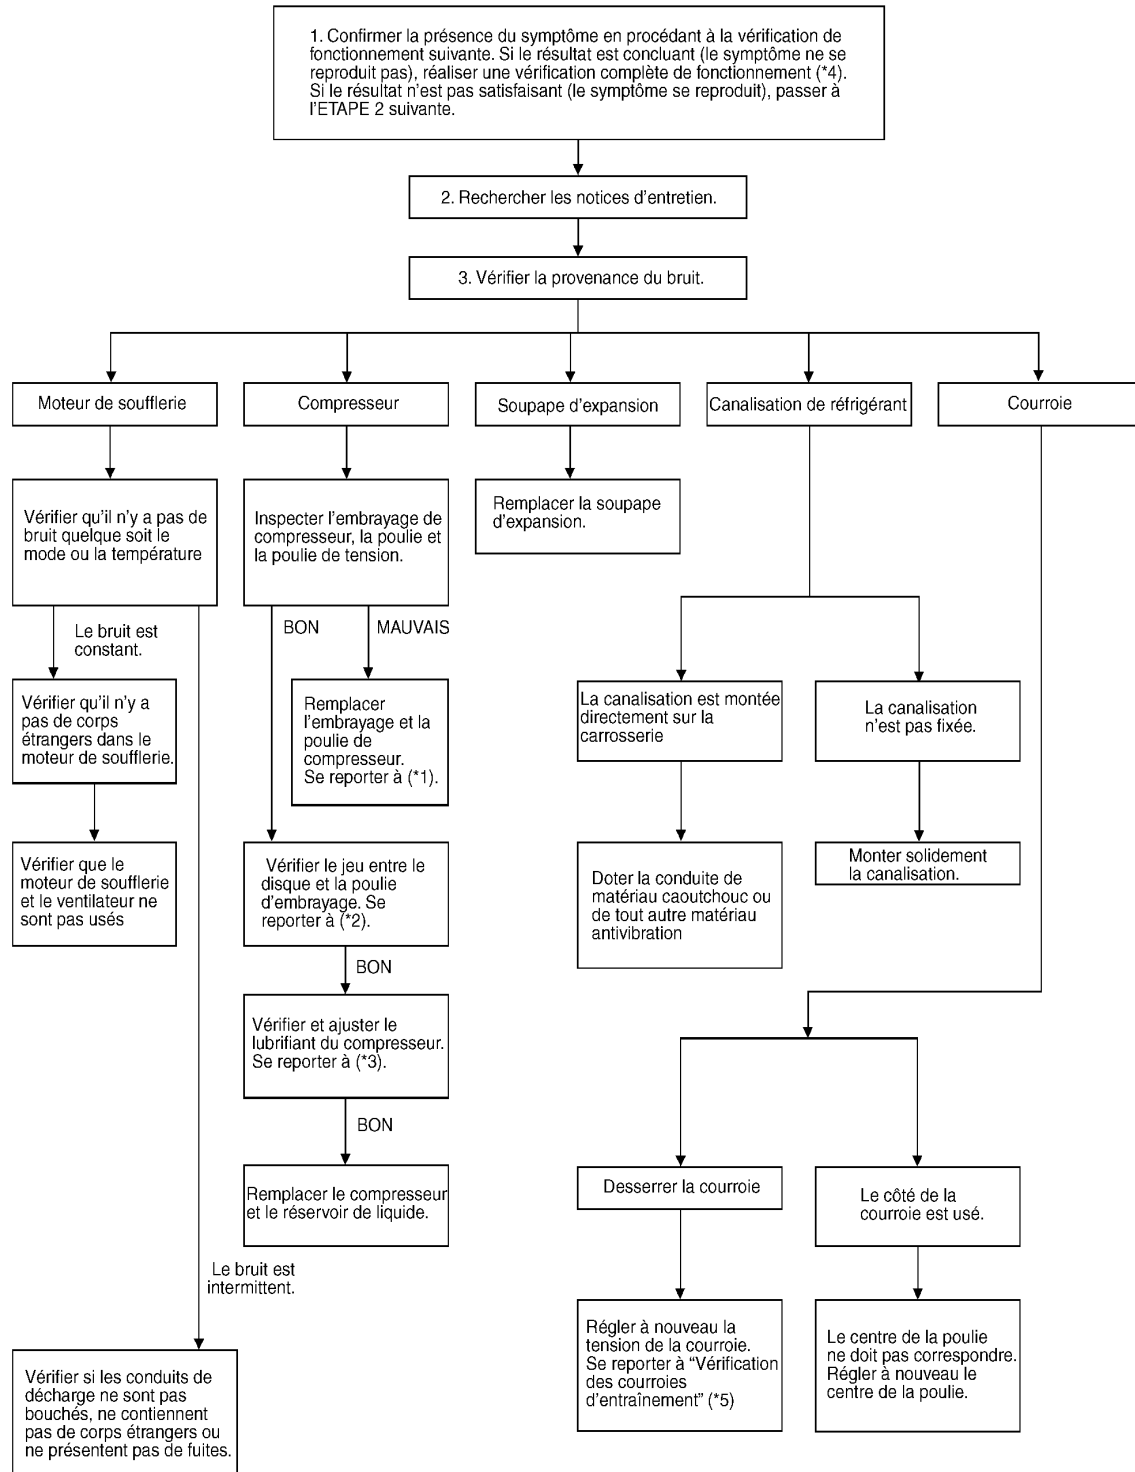 1. Confirmer la présence du symptôme en procédant à la vérification de
fonctionnement suivante. Si le résultat est concluant (le symptôme ne se
reproduit pas), réaliser une vérification complète de fonctionnement (*4).
Si le résultat n'est pas satisfaisant (le symptôme se reproduit), passer à
l'ETAPE 2 suivante.
2. Rechercher les notices d'entretien.
3. Vérifier la provenance du bruit.
Moteur de soufflerie
Compresseur
Soupape d'expansion
Canalisation de réfrigérant
Courroie
Vérifier qu'il n'y a pas de
bruit quelque soit le
mode ou la température
Inspecter l'embrayage de
compresseur, la poulie et
la poulie de tension.
Remplacer la soupape
d'expansion.
Le bruit est
constant.
BON
MAUVAIS
Vérifier qu'il n'y a
pas de corps
étrangers dans le
moteur de soufflerie.
Remplacer
l'embrayage et la
poulie de
compresseur.
Se reporter à (*1).
La canalisation est montée
directement sur la
carrosserie
La canalisation
n'est pas fixée.
Vérifier que le
moteur de soufflerie
et le ventilateur ne
sont pas usés
Vérifier le jeu entre le
disque et la poulie
d'embrayage. Se
reporter à (*2).
Doter la conduite de
matériau caoutchouc ou
de tout autre matériau
antivibration
Monter solidement
la canalisation.
BON
Vérifier et ajuster le
lubrifiant du compresseur.
Se reporter à (*3).
BON
Remplacer le compresseur
et le réservoir de liquide.
Desserrer la courroie
Le côté de la
courroie est usé.
Le bruit est
intermittent.
Régler à nouveau la
tension de la courroie.
Se reporter à “Vérification
des courroies
d'entraînement” (*5)
Le centre de la poulie
ne doit pas correspondre.
Régler à nouveau le
centre de la poulie.
Vérifier si les conduits de
décharge ne sont pas
bouchés, ne contiennent
pas de corps étrangers ou
ne présentent pas de fuites.